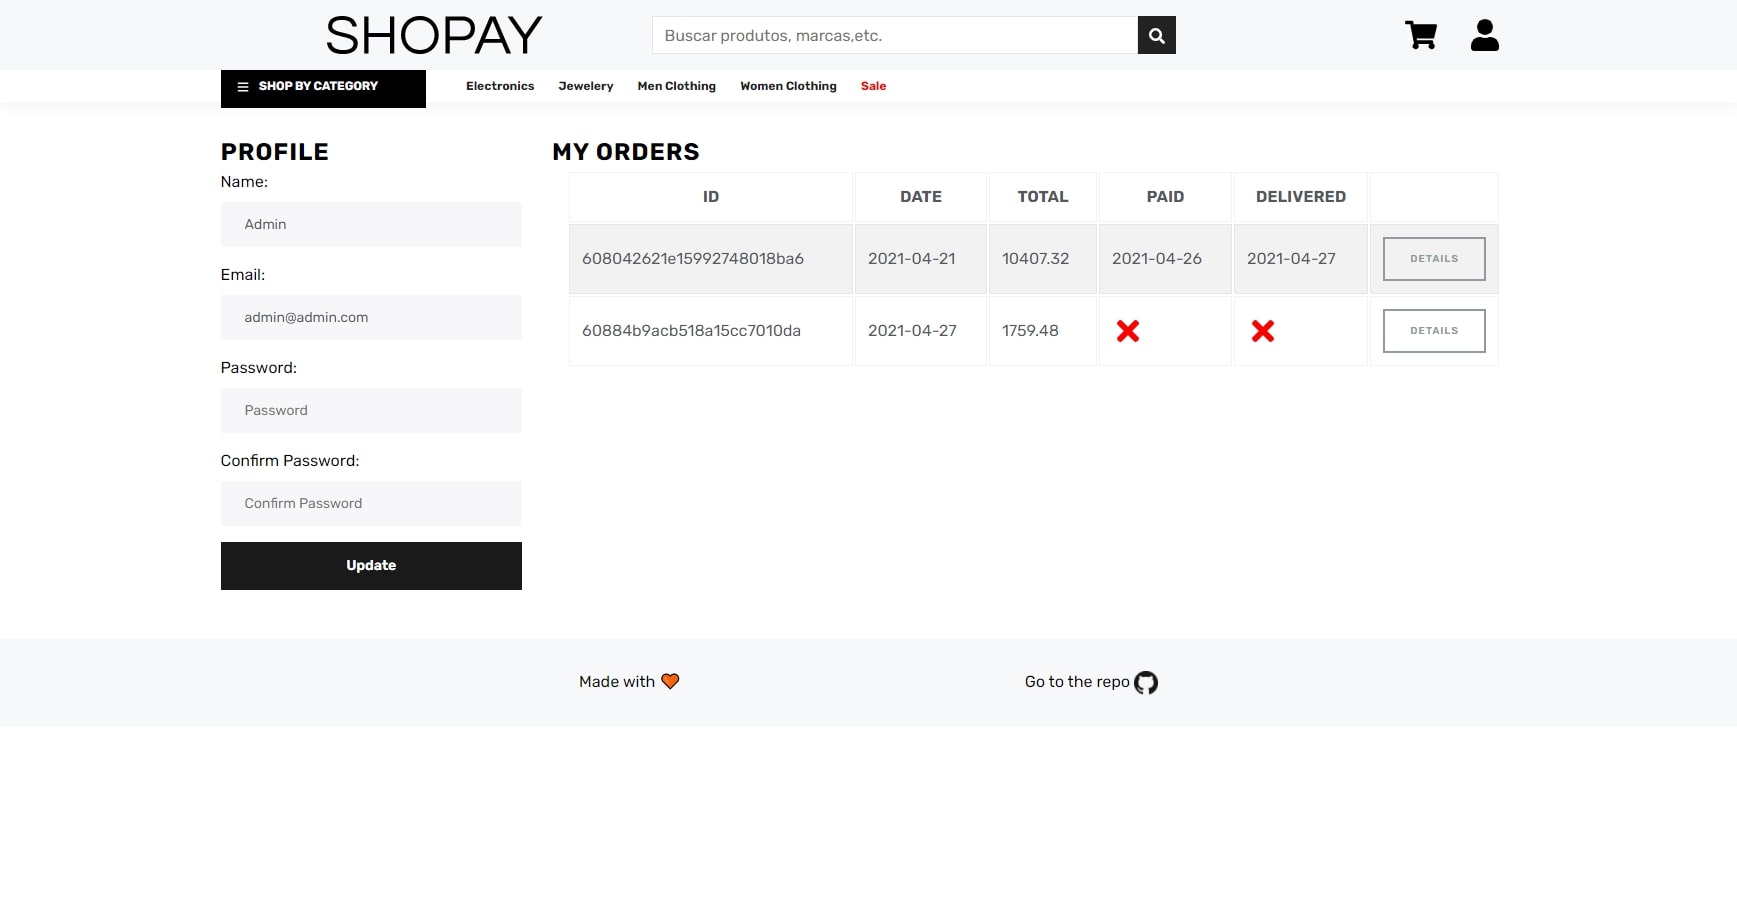 SHOPAY
Buscar produtos, marcas,etc.
SHOP BY CATEGORY
Electronics Jewelery Men Clothing Women Clothing Sale
PROFILE
Name:
Admin
Email:
admin@admin.com
Password:
Password
Confirm Password:
Confirm Password
Update
MY ORDERS
ID DATE TOTAL PAID DELIVERED
608042621e15992748018ba6 2021-04-21 10407.32 2021-04-26 2021-04-27 DETAILS
60884b9acb518a15cc7010da 2021-04-27 1759.48 DETAILS
Made with
Go to the repo